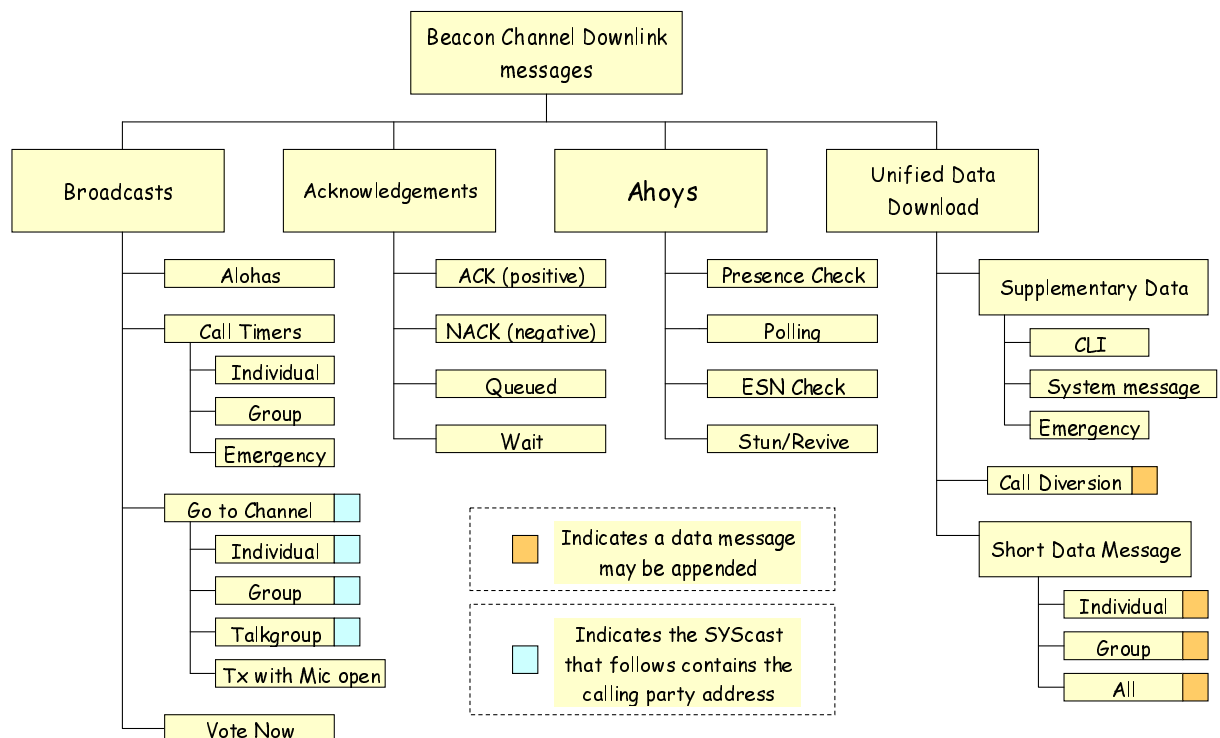 Beacon Channel Downlink
messages
Broadcasts
Alohas
Call Timers
Individual
Group
Emergency
Go to Channel
Individual
Group
Talkgroup
Tx with Mic open
Vote Now
Acknowledgements
ACK (positive)
NACK (negative)
Queued
Wait
Ahoys
Presence Check
Polling
ESN Check
Stun/Revive
Unified Data
Download
Supplementary Data
CLI
System message
Emergency
Call Diversion
Short Data Message
Individual
Group
All
Indicates a data message
may be appended
Indicates the SYScast
that follows contains the
calling party address